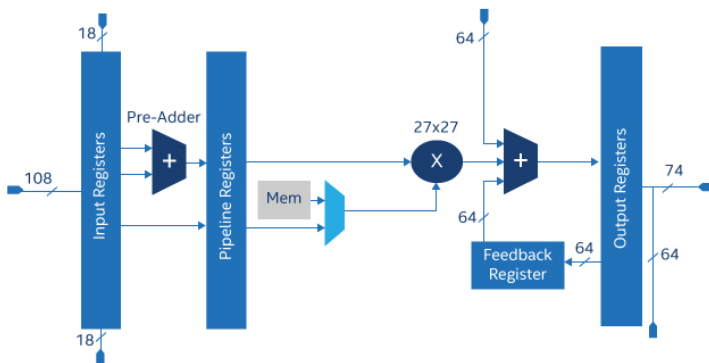 18
64
Pre-Adder
+
27x27
X
+
108
Input Registers
Pipeline Registers
Mem
64
Feedback
Register
64
Output Registers
74
64
18